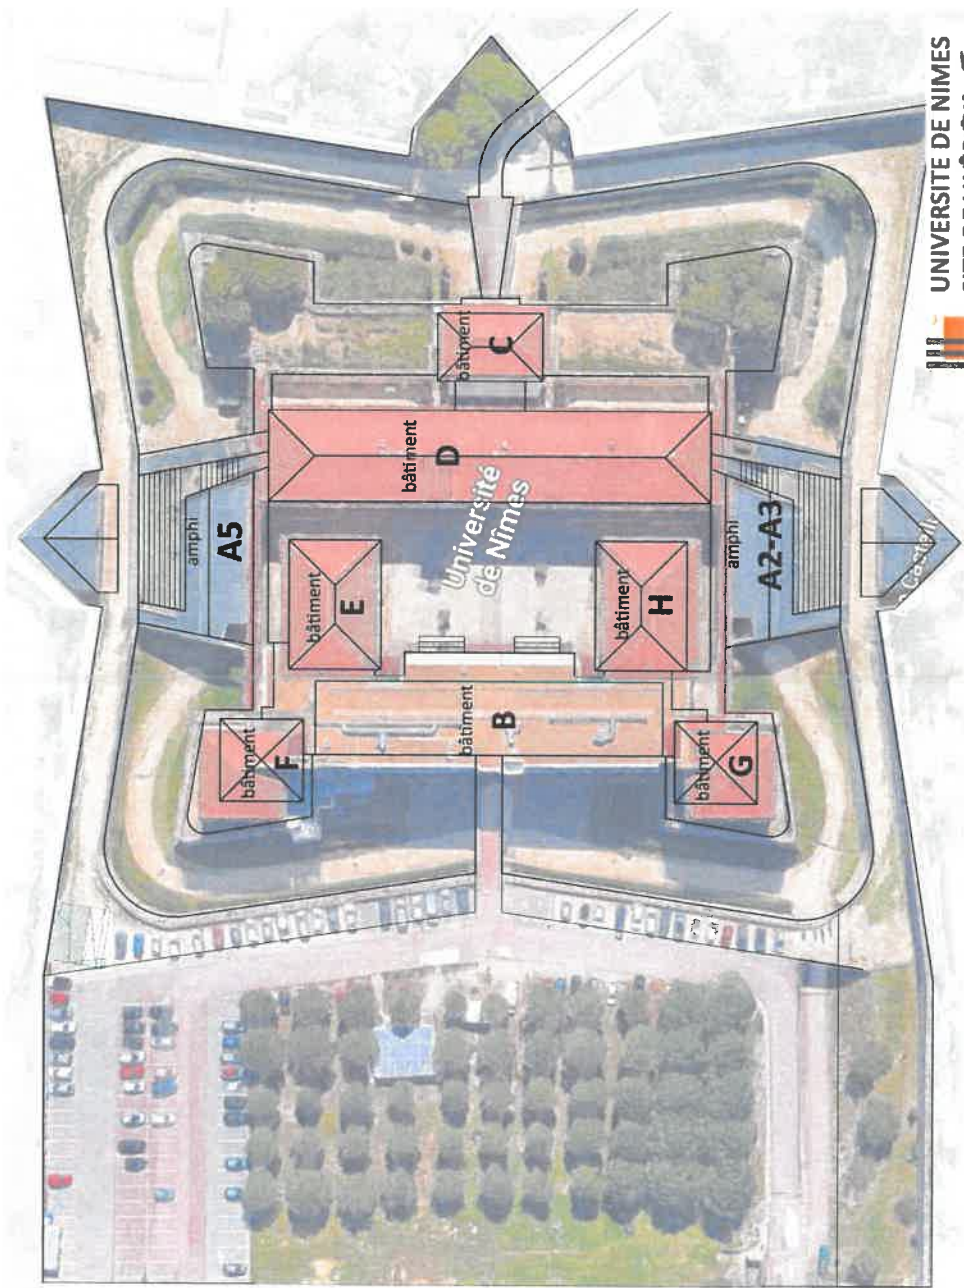 UNIVERSITE DE NIMES
bâtiment
C
bâtiment
D
Université
de Nîmes
amphi
A5
amphi
A2-A3
bâtiment
E
bâtiment
H
bâtiment
B
bâtiment
F
bâtiment
G